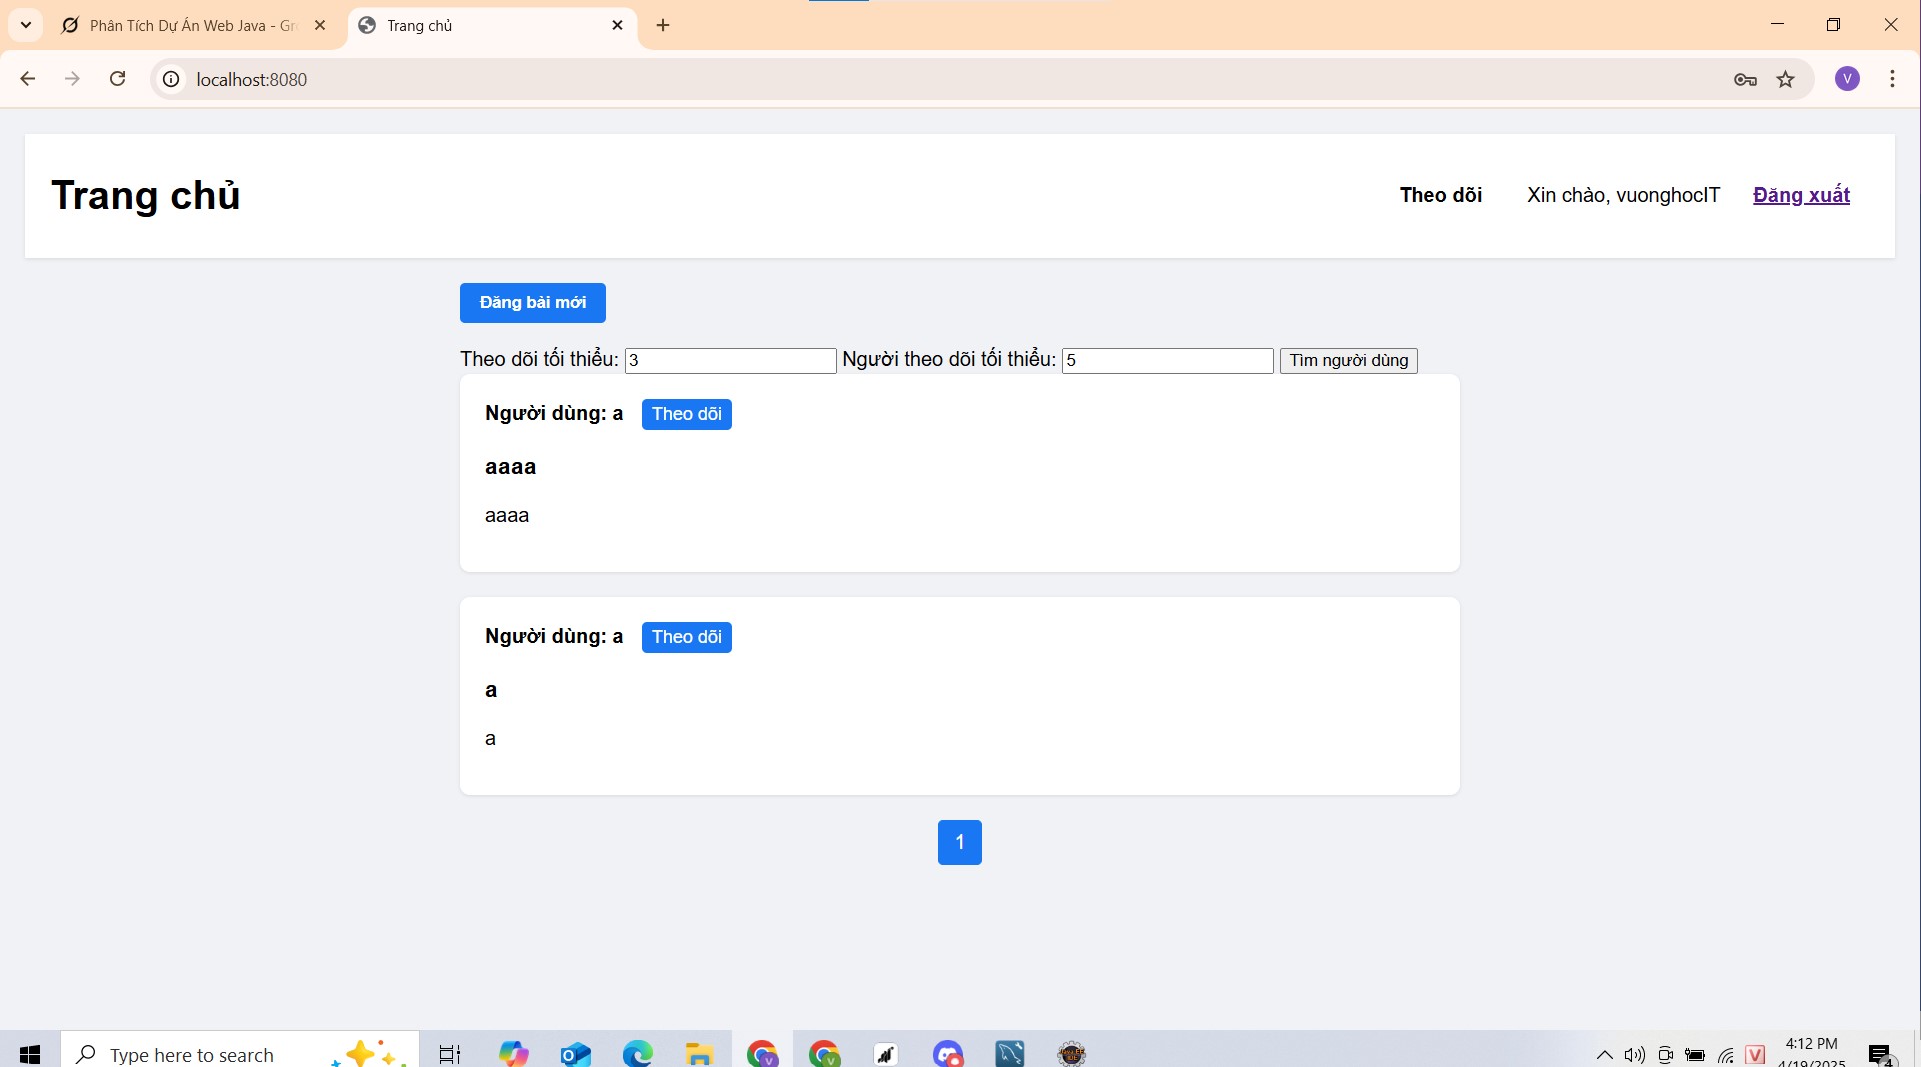 Phân Tích Dự Án Web Java - Gr
Trang chủ
localhost:8080
V
Trang chủ
Theo dõi
Xin chào, vuonghocIT
Đăng xuất
Đăng bài mới
Theo dõi tối thiểu: 3 Người theo dõi tối thiểu: 5 Tìm người dùng
Người dùng: a Theo dõi
aaaa
aaaa
Người dùng: a Theo dõi
a
a
1
Type here to search
V
4:12 PM
4/19/2025
4